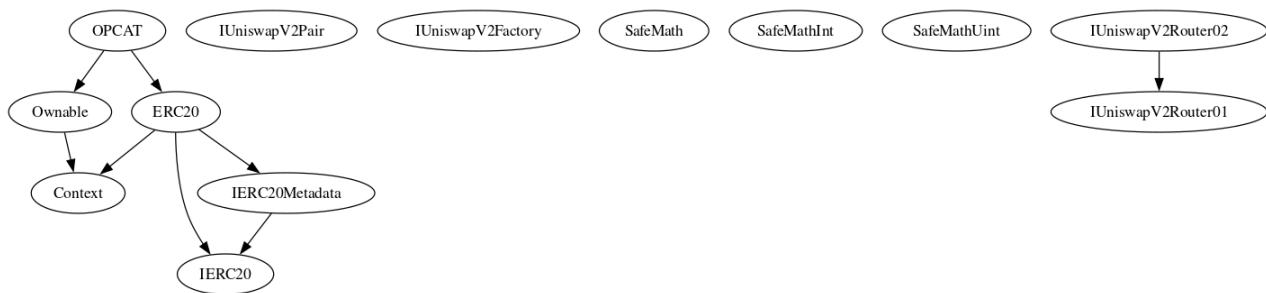 OPCAT
IUniswapV2Pair
IUniswapV2Factory
SafeMath
SafeMathInt
SafeMathUint
IUniswapV2Router02
Ownable
ERC20
IUniswapV2Router01
Context
IERC20Metadata
IERC20